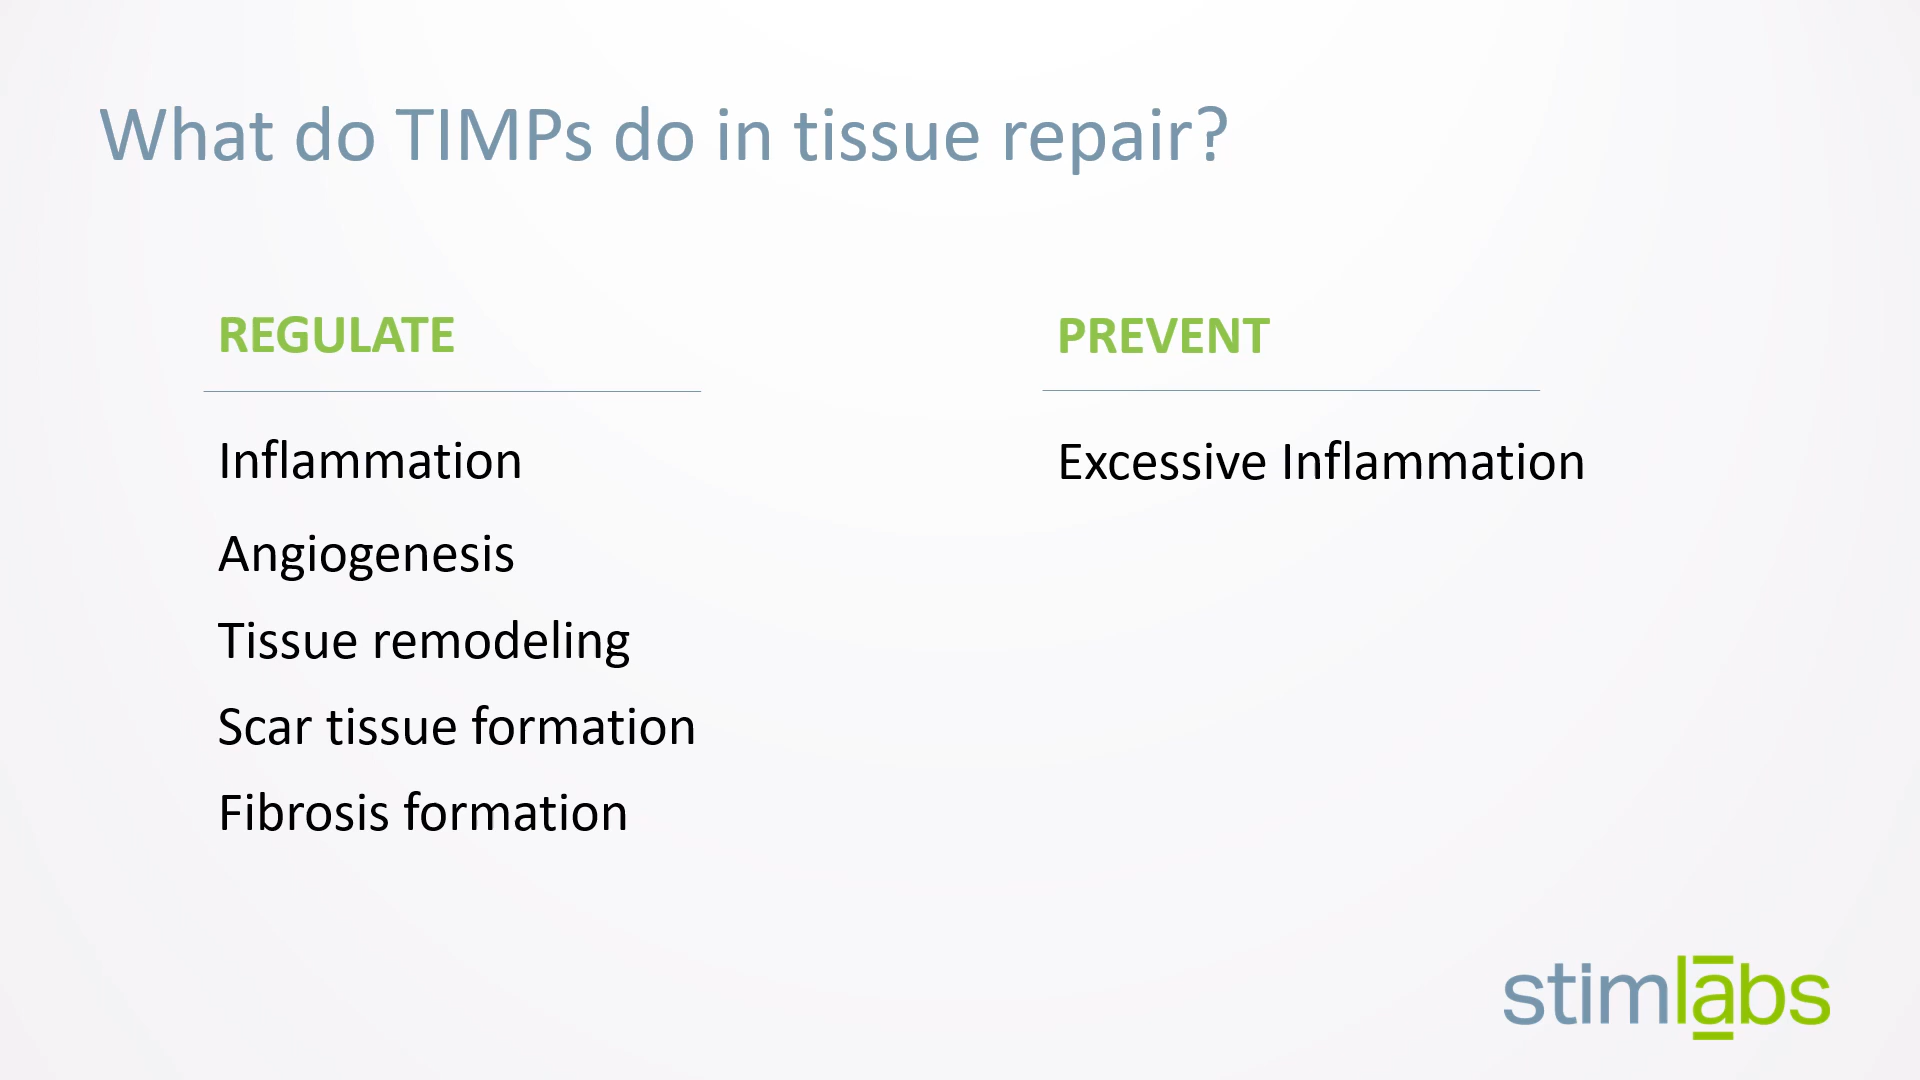 What do TIMPs do in tissue repair?
REGULATE
Inflammation
Angiogenesis
Tissue remodeling
Scar tissue formation
Fibrosis formation
PREVENT
Excessive Inflammation
stimlabs